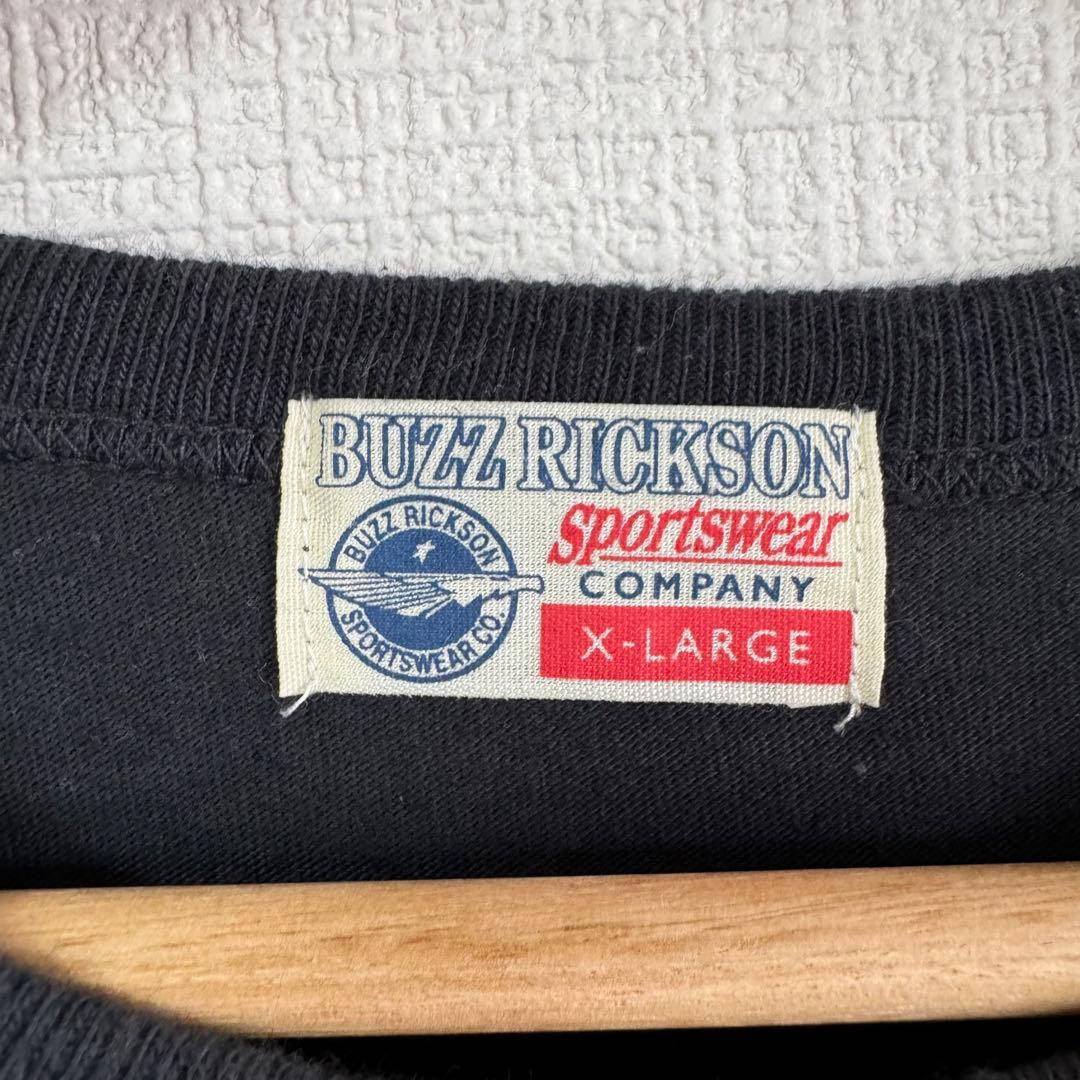 BUZZ RICKSON
BUZZ RICKSON
SPORTSWEAR CO.
Sportswear
COMPANY
X-LARGE